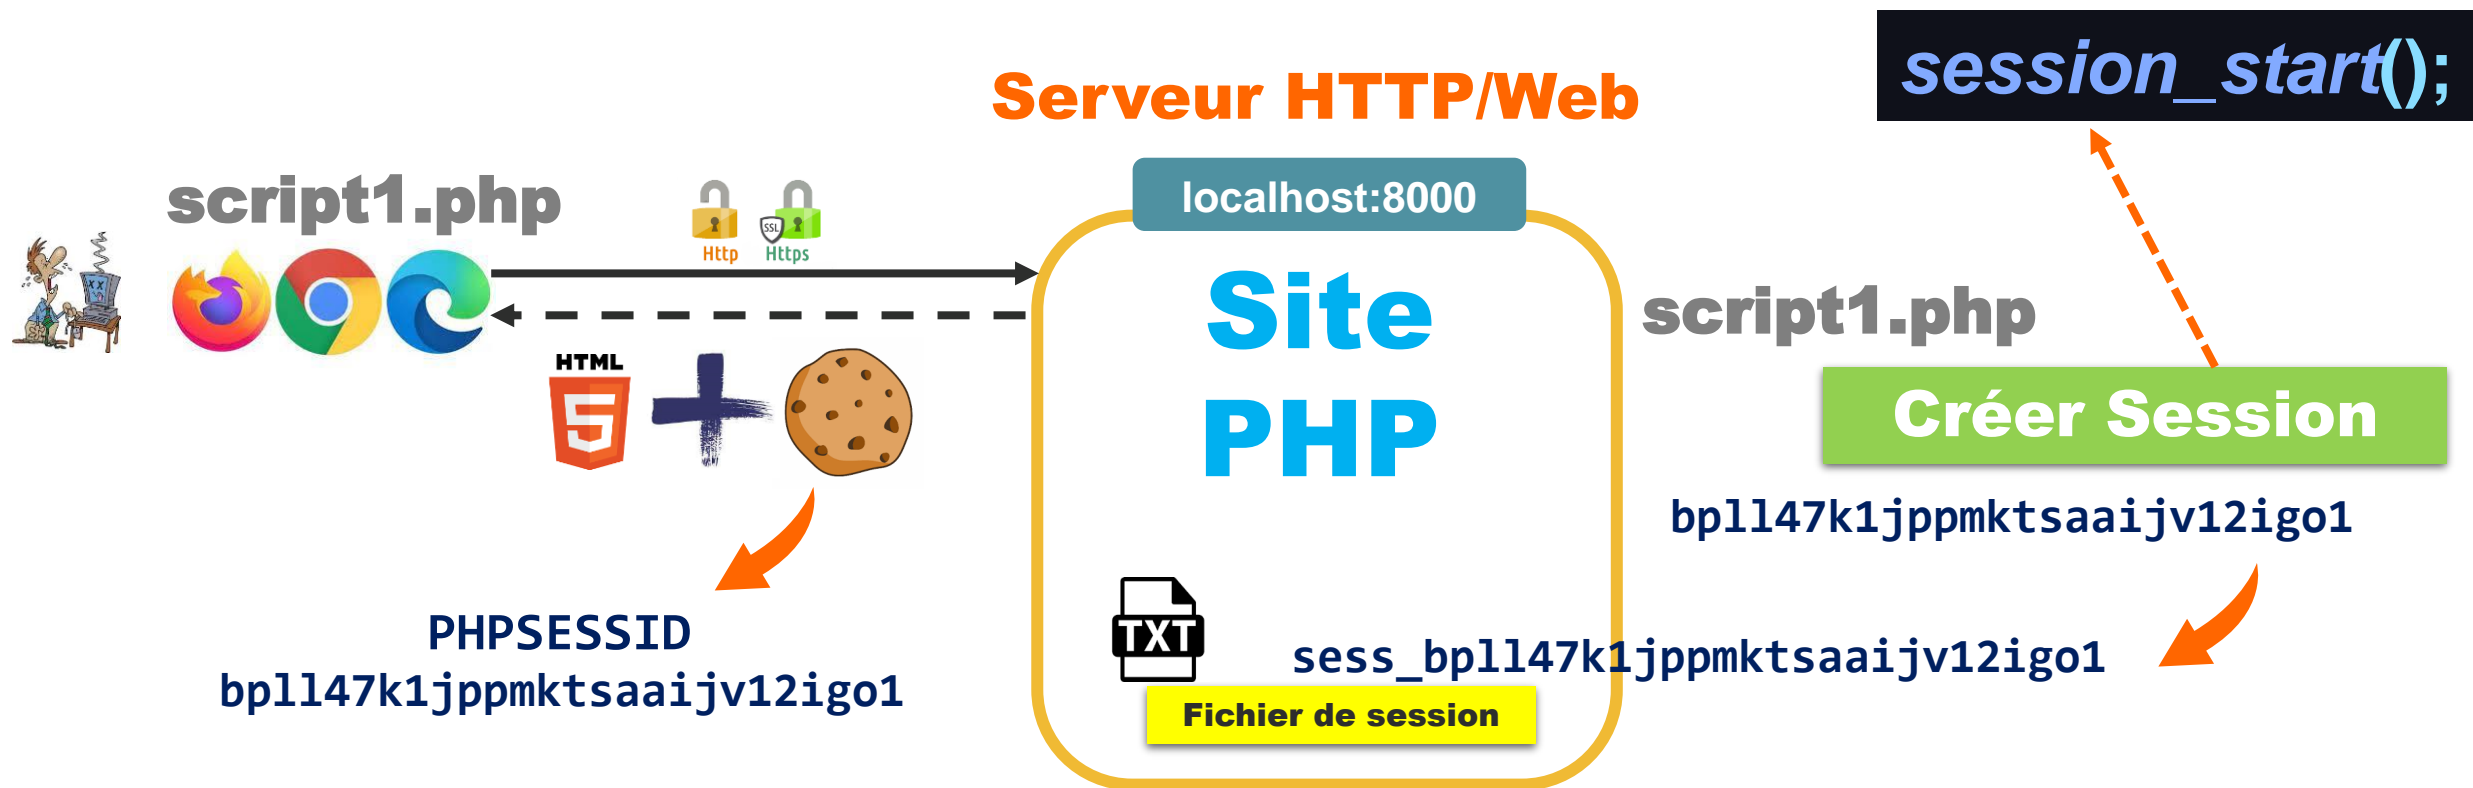 session_start();
Serveur HTTP/Web
localhost:8000
script1.php
Http
SSL
Https
Site
PHP
script1.php
HTML
5
Créer Session
bpll47k1jppmktsaaijv12igo1
PHPSESSID
bpll47k1jppmktsaaijv12igo1
TXT
sess_bpll47k1jppmktsaaijv12igo1
Fichier de session